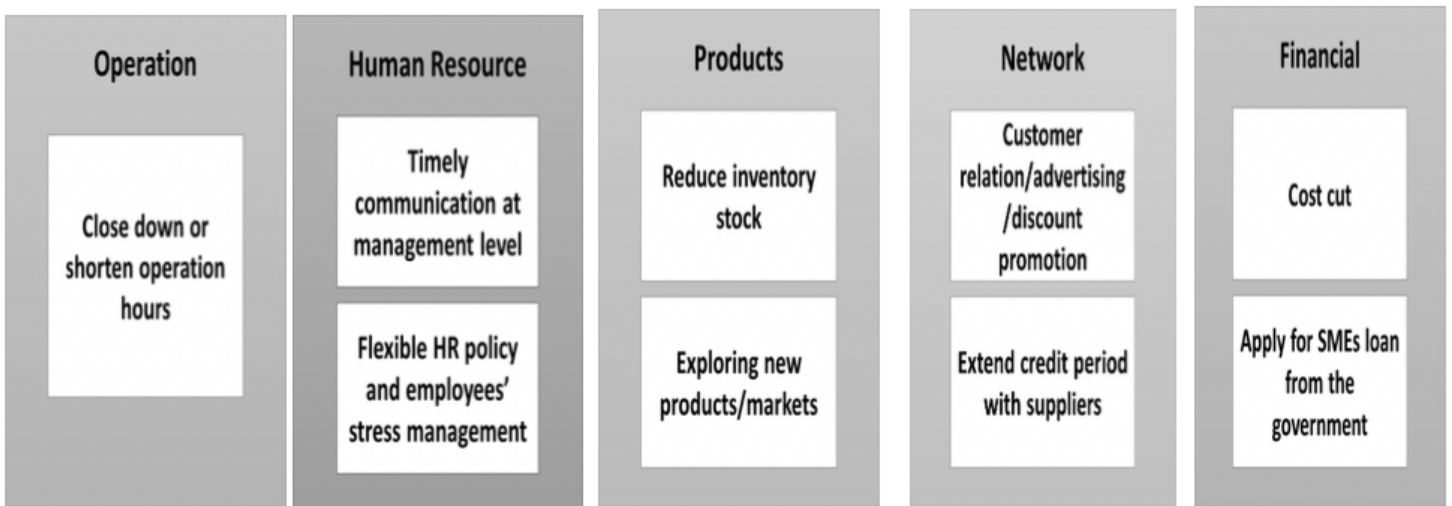 Operation
Close down or
shorten operation
hours
Human Resource
Timely
communication at
management level
Flexible HR policy
and employees’
stress management
Products
Reduce inventory
stock
Exploring new
products/markets
Network
Customer
relation/advertising
/discount
promotion
Extend credit period
with suppliers
Financial
Cost cut
Apply for SMEs loan
from the
government